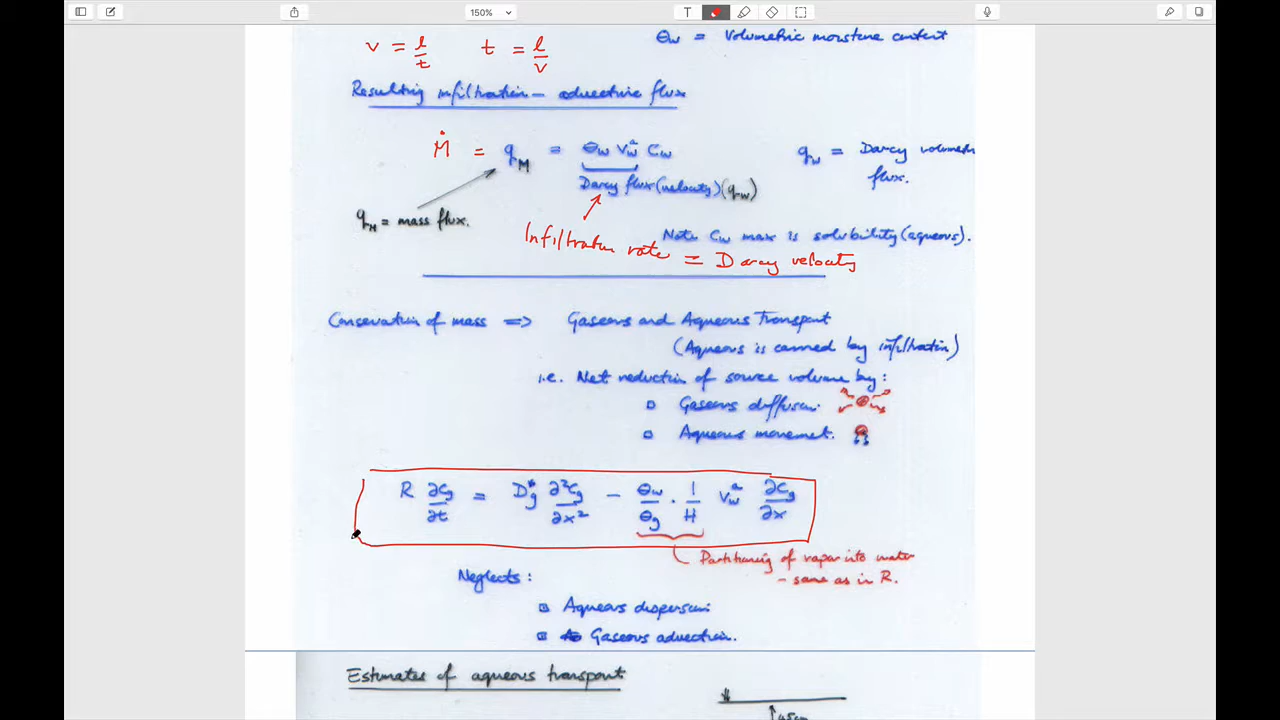 150%
T
v = l/t    t = l/v
θw = Volumetric moisture content
Resulting infiltration – advective flux
Ṁ = qM = θw Vwᵃ Cw
qw = Darcy volumetric flux.
Darcy flux (velocity) (qw)
qM = mass flux.
Infiltration rate = Darcy velocity
Note Cw max is solubility (aqueous).
Conservation of mass => Gaseous and Aqueous Transport
(Aqueous is carried by infiltration)
i.e. Net reduction of source volume by:
Gaseous diffusion.
Aqueous movement.
R ∂Cg/∂t = Dg* ∂²Cg/∂x² – θw/θg · 1/H Vwᵃ ∂Cg/∂x
Partitioning of vapor into water
– same as in R.
Neglects:
Aqueous dispersion
Gaseous advection.
Estimates of aqueous transport
45cm